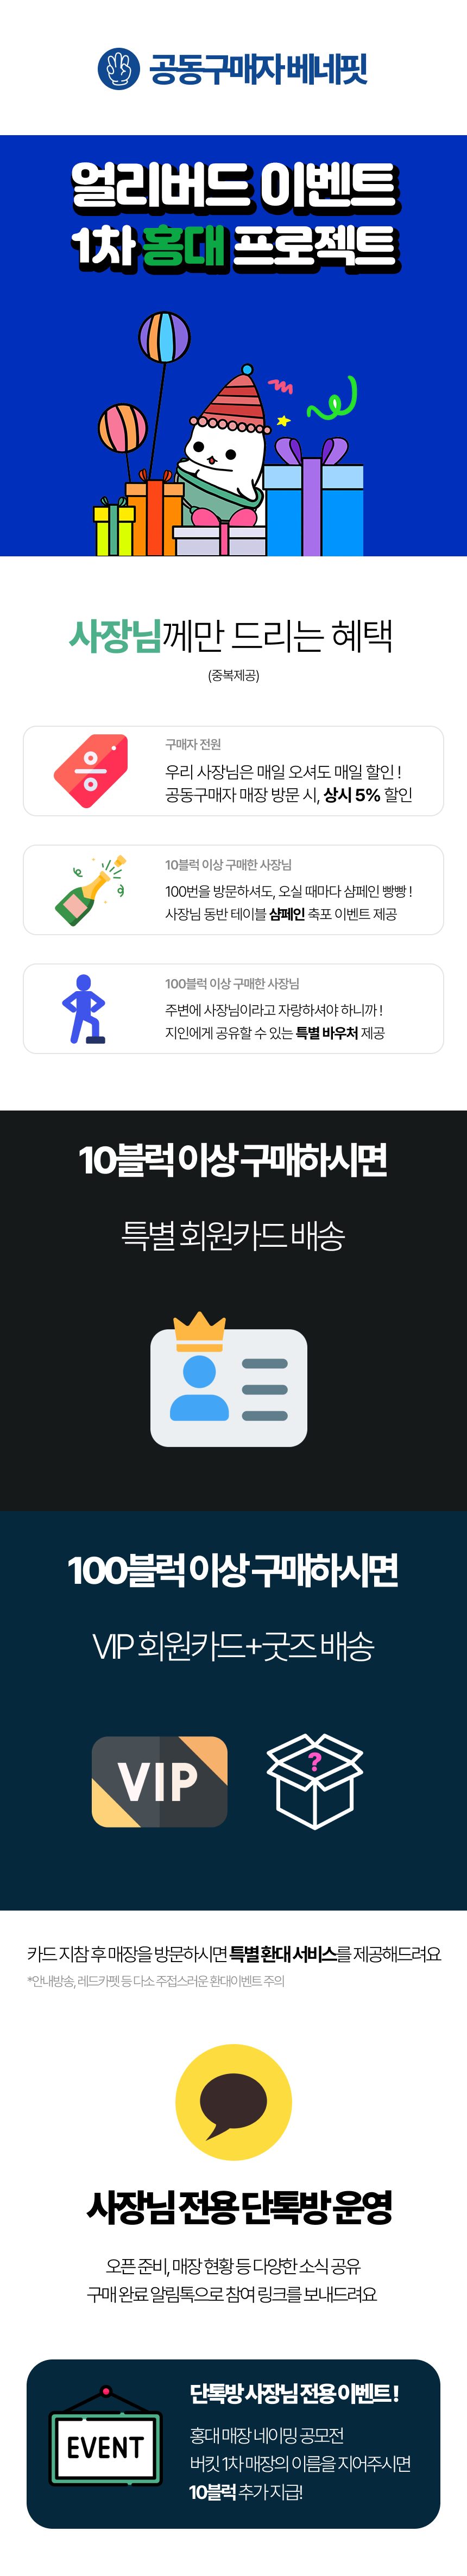 공동구매자 베네핏
얼리버드 이벤트
1차 홍대 프로젝트
사장님께만 드리는 혜택
(중복제공)
구매자 전원
우리 사장님은 매일 오셔도 매일 할인 !
공동구매자 매장 방문 시, 상시 5% 할인
10블럭 이상 구매한 사장님
100번을 방문하셔도, 오실 때마다 샴페인 빵빵 !
사장님 동반 테이블 샴페인 축포 이벤트 제공
100블럭 이상 구매한 사장님
주변에 사장님이라고 자랑하셔야 하니까 !
지인에게 공유할 수 있는 특별 바우처 제공
10블럭 이상 구매하시면
특별 회원카드 배송
100블럭 이상 구매하시면
VIP 회원카드+굿즈 배송
VIP
?
카드 지참 후 매장을 방문하시면 특별 환대 서비스를 제공해드려요
*안내방송, 레드카펫 등 다소 주접스러운 환대이벤트 주의
사장님 전용 단톡방 운영
오픈 준비, 매장 현황 등 다양한 소식 공유
구매 완료 알림톡으로 참여 링크를 보내드려요
단톡방 사장님 전용 이벤트 !
EVENT
홍대 매장 네이밍 공모전
버킷 1차 매장의 이름을 지어주시면
10블럭 추가 지급!